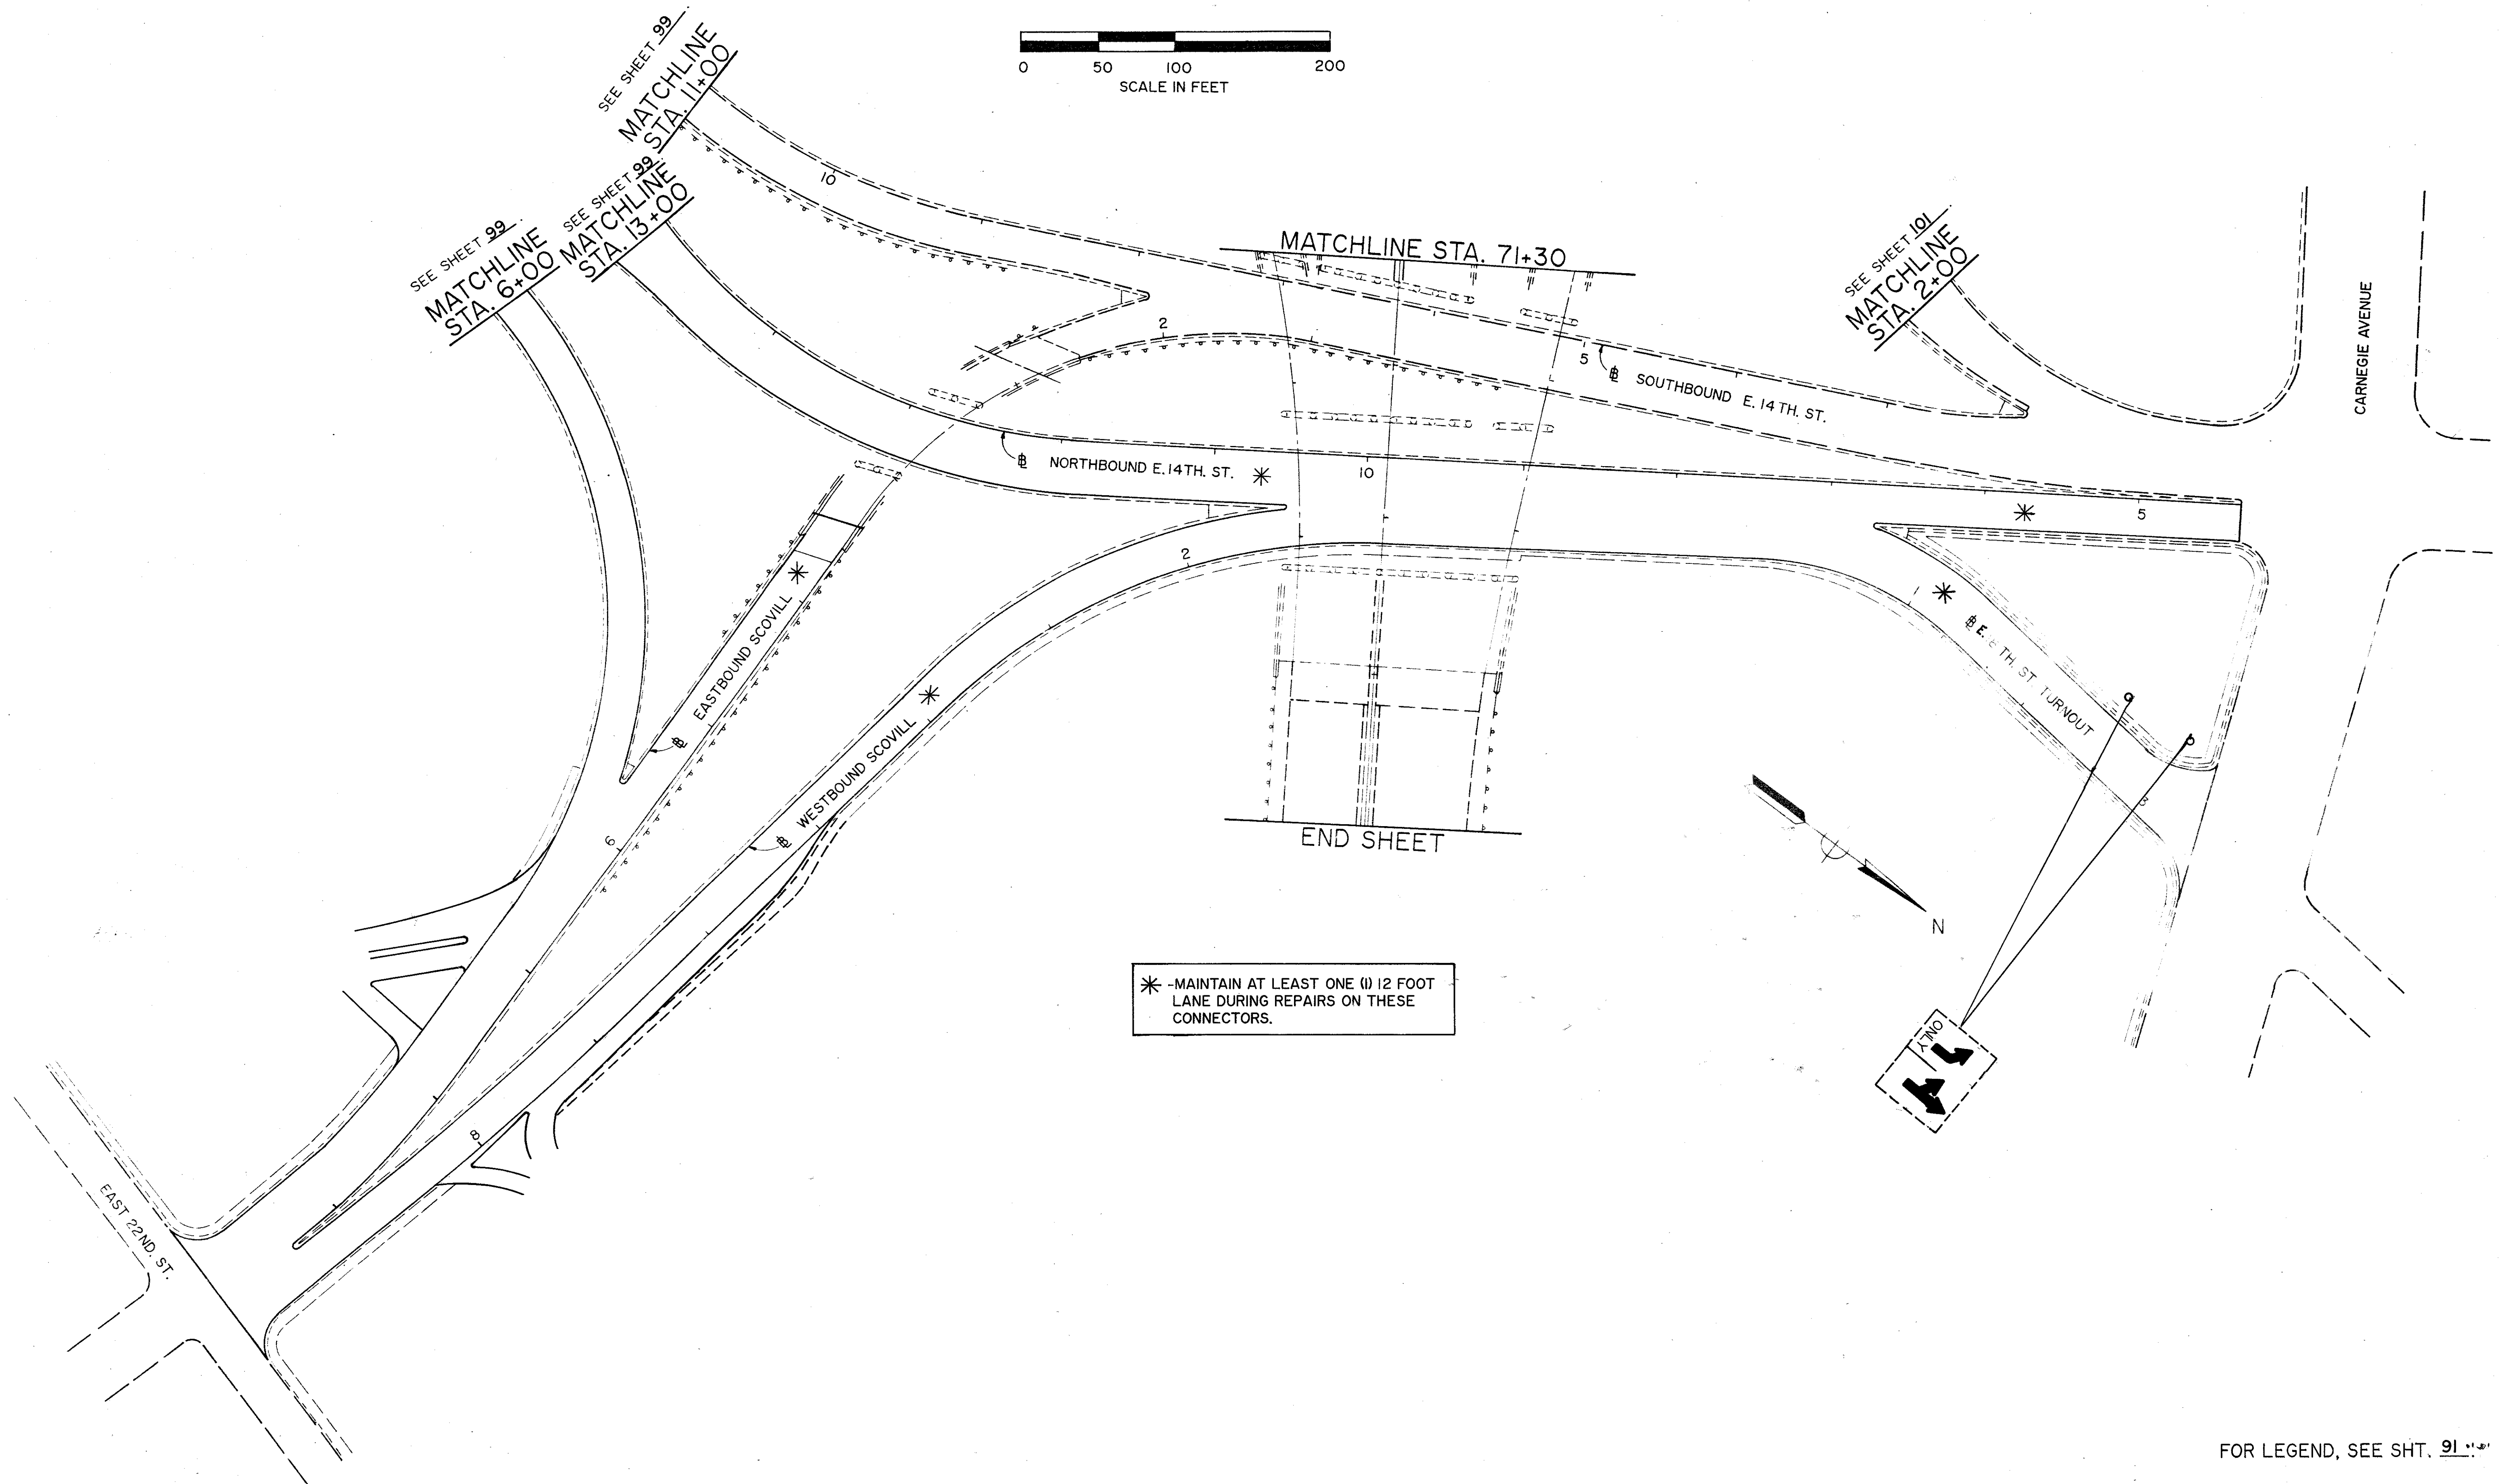 0 50 100 200
SCALE IN FEET
SEE SHEET 99
MATCHLINE
STA. 11+00
SEE SHEET 99
MATCHLINE
STA. 13+00
SEE SHEET 99
MATCHLINE
STA. 6+00
10
MATCHLINE STA. 71+30
SEE SHEET 101
MATCHLINE
STA. 2+00
CARNEGIE AVENUE
2
5
SOUTHBOUND E. 14TH. ST.
NORTHBOUND E. 14TH. ST.
10
5
2
EASTBOUND SCOVILL
WESTBOUND SCOVILL
TH. ST. TURNOUT
3
6
8
END SHEET
N
* -MAINTAIN AT LEAST ONE (1) 12 FOOT
LANE DURING REPAIRS ON THESE
CONNECTORS.
ONLY
EAST 22ND. ST.
FOR LEGEND, SEE SHT. 91